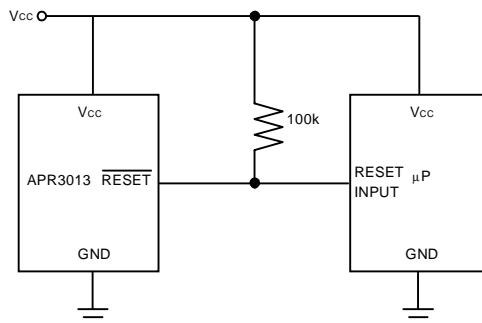 Vcc
Vcc
100k
Vcc
APR3013 RESET
RESET
INPUT μP
GND
GND